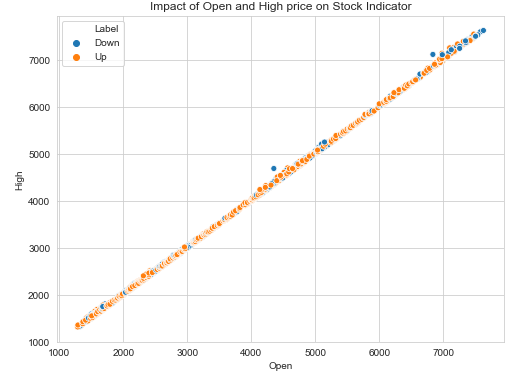 Impact of Open and High price on Stock Indicator
Label
Down
Up
7000
6000
5000
4000
3000
2000
1000
High
1000 2000 3000 4000 5000 6000 7000
Open